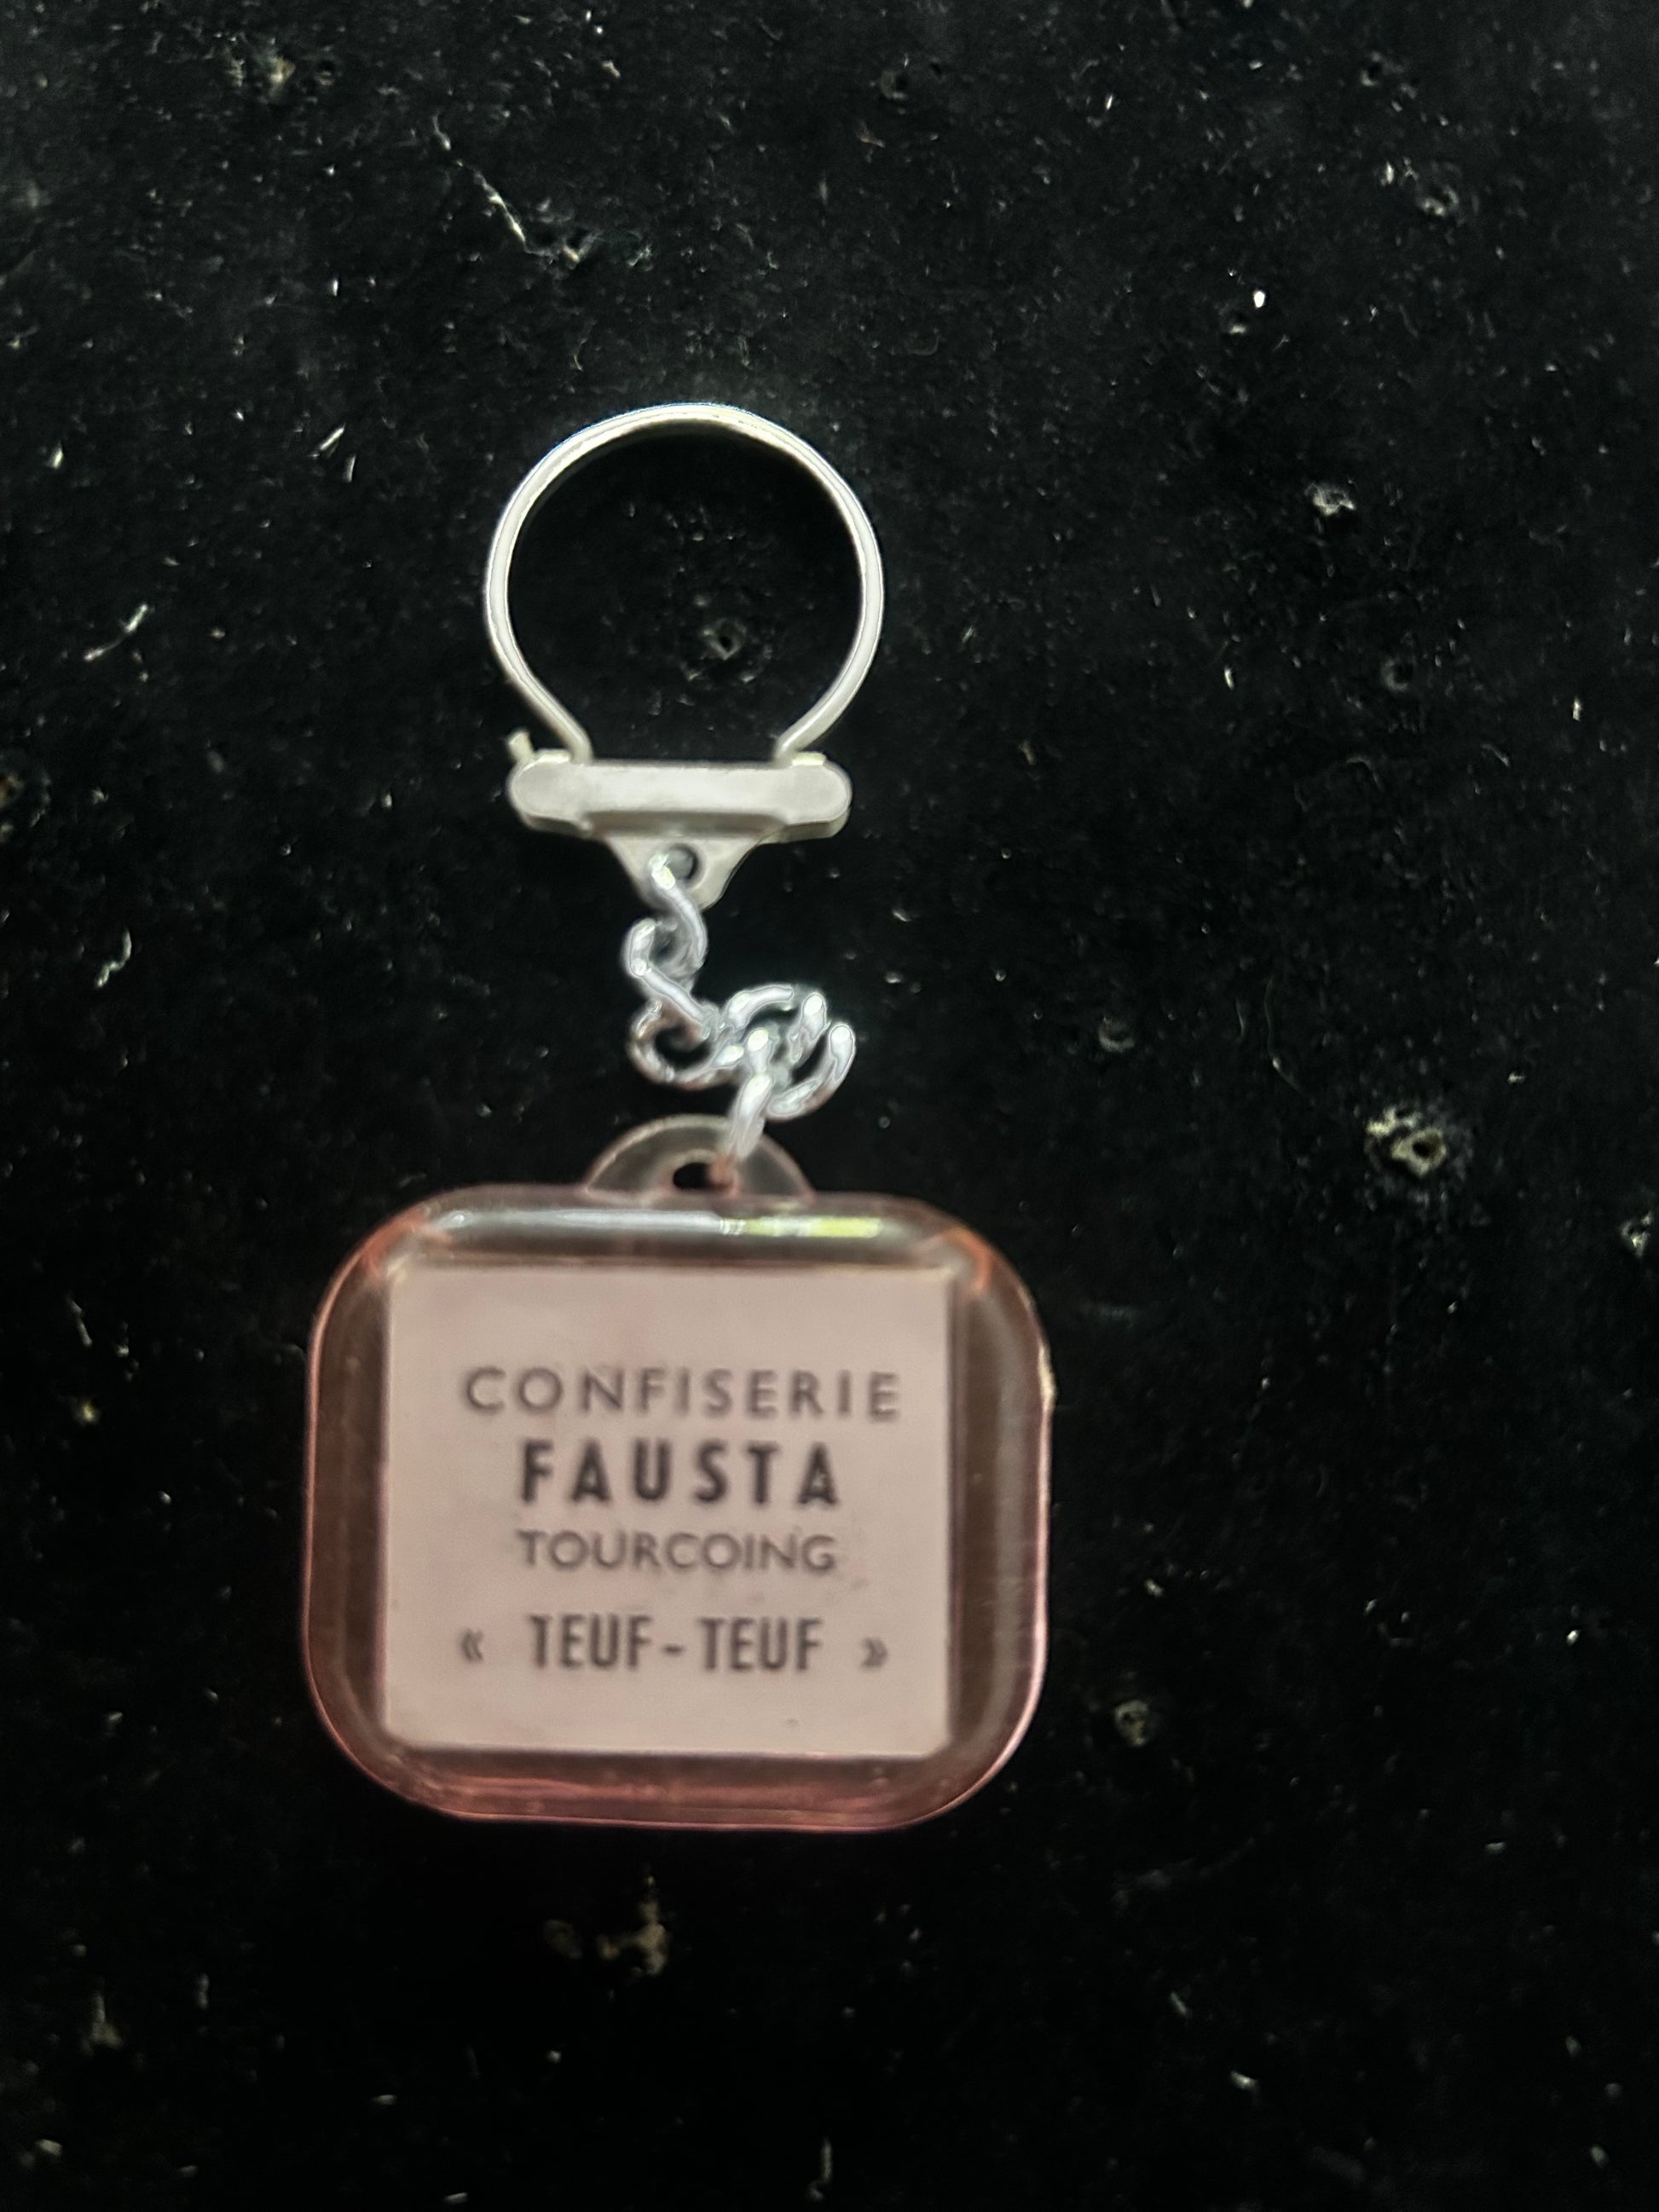 CONFISERIE
FAUSTA
TOURCOING
« TEUF-TEUF »